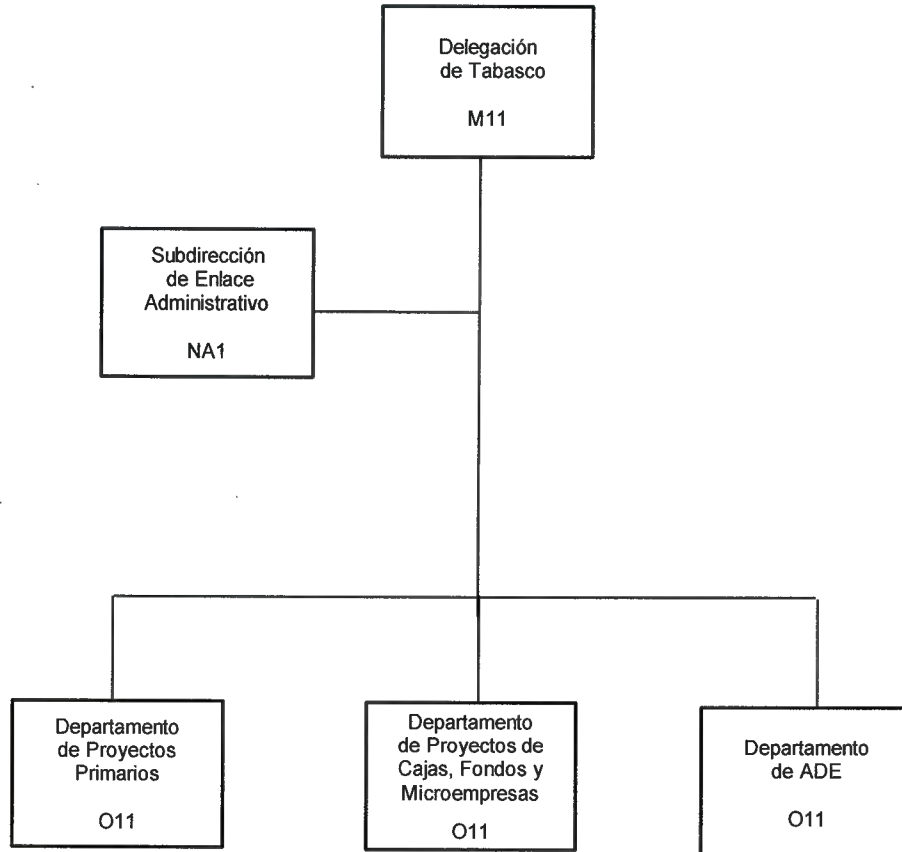 Delegación
de Tabasco
M11
Subdirección
de Enlace
Administrativo
NA1
Departamento
de Proyectos
Primarios
O11
Departamento
de Proyectos de
Cajas, Fondos y
Microempresas
O11
Departamento
de ADE
O11